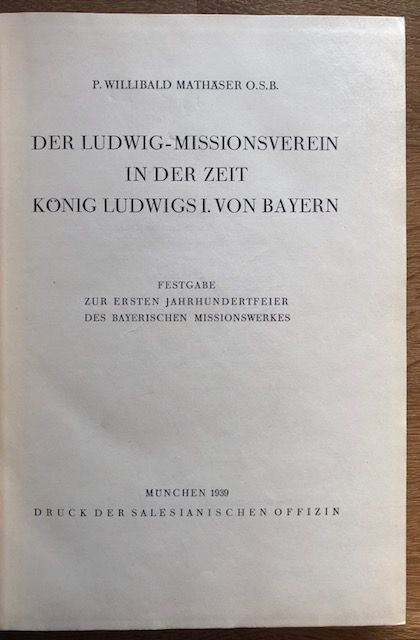 P. WILLIBALD MATHÄSER O.S.B.
DER LUDWIG-MISSIONSVEREIN
IN DER ZEIT
KÖNIG LUDWIGS I. VON BAYERN
FESTGABE
ZUR ERSTEN JAHRHUNDERTFEIER
DES BAYERISCHEN MISSIONSWERKES
MÜNCHEN 1939
DRUCK DER SALESIANISCHEN OFFIZIN